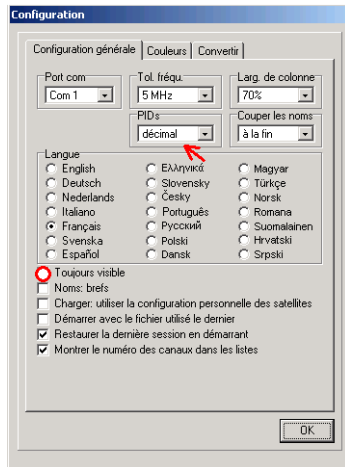 Configuration
Configuration générale Couleurs Convertir
Port com Tol. fréqu. Larg. de colonne
Com 1 5 MHz 70%
PIDs Couper les noms
décimal à la fin
Langue
English Ελληνικά Magyar
Deutsch Slovensky Türkçe
Nederlands Česky Norsk
Italiano Português Romana
Français Русский Suomalainen
Svenska Polski Hrvatski
Español Dansk Srpski
Toujours visible
Noms: brefs
Charger: utiliser la configuration personnelle des satellites
Démarrer avec le fichier utilisé le dernier
Restaurer la dernière session en démarrant
Montrer le numéro des canaux dans les listes
OK